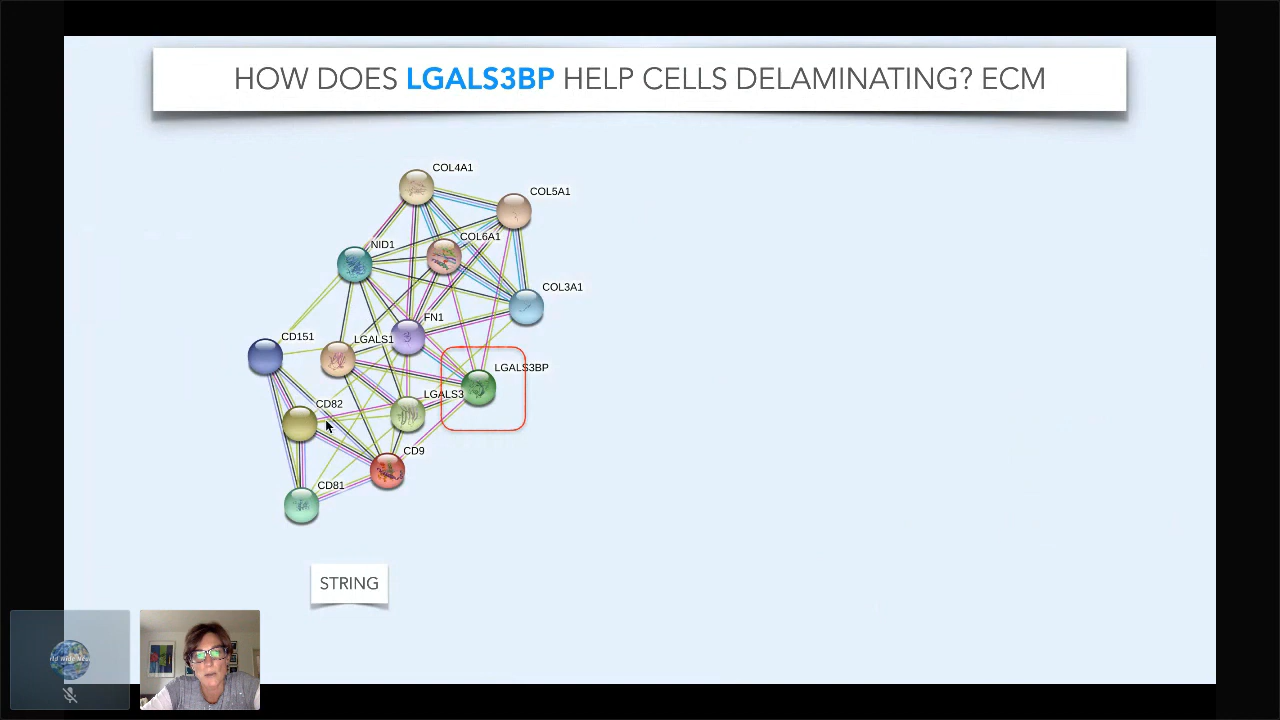 HOW DOES LGALS3BP HELP CELLS DELAMINATING? ECM
COL4A1
COL5A1
COL6A1
NID1
COL3A1
FN1
CD151
LGALS1
LGALS3BP
LGALS3
CD82
CD9
CD81
STRING